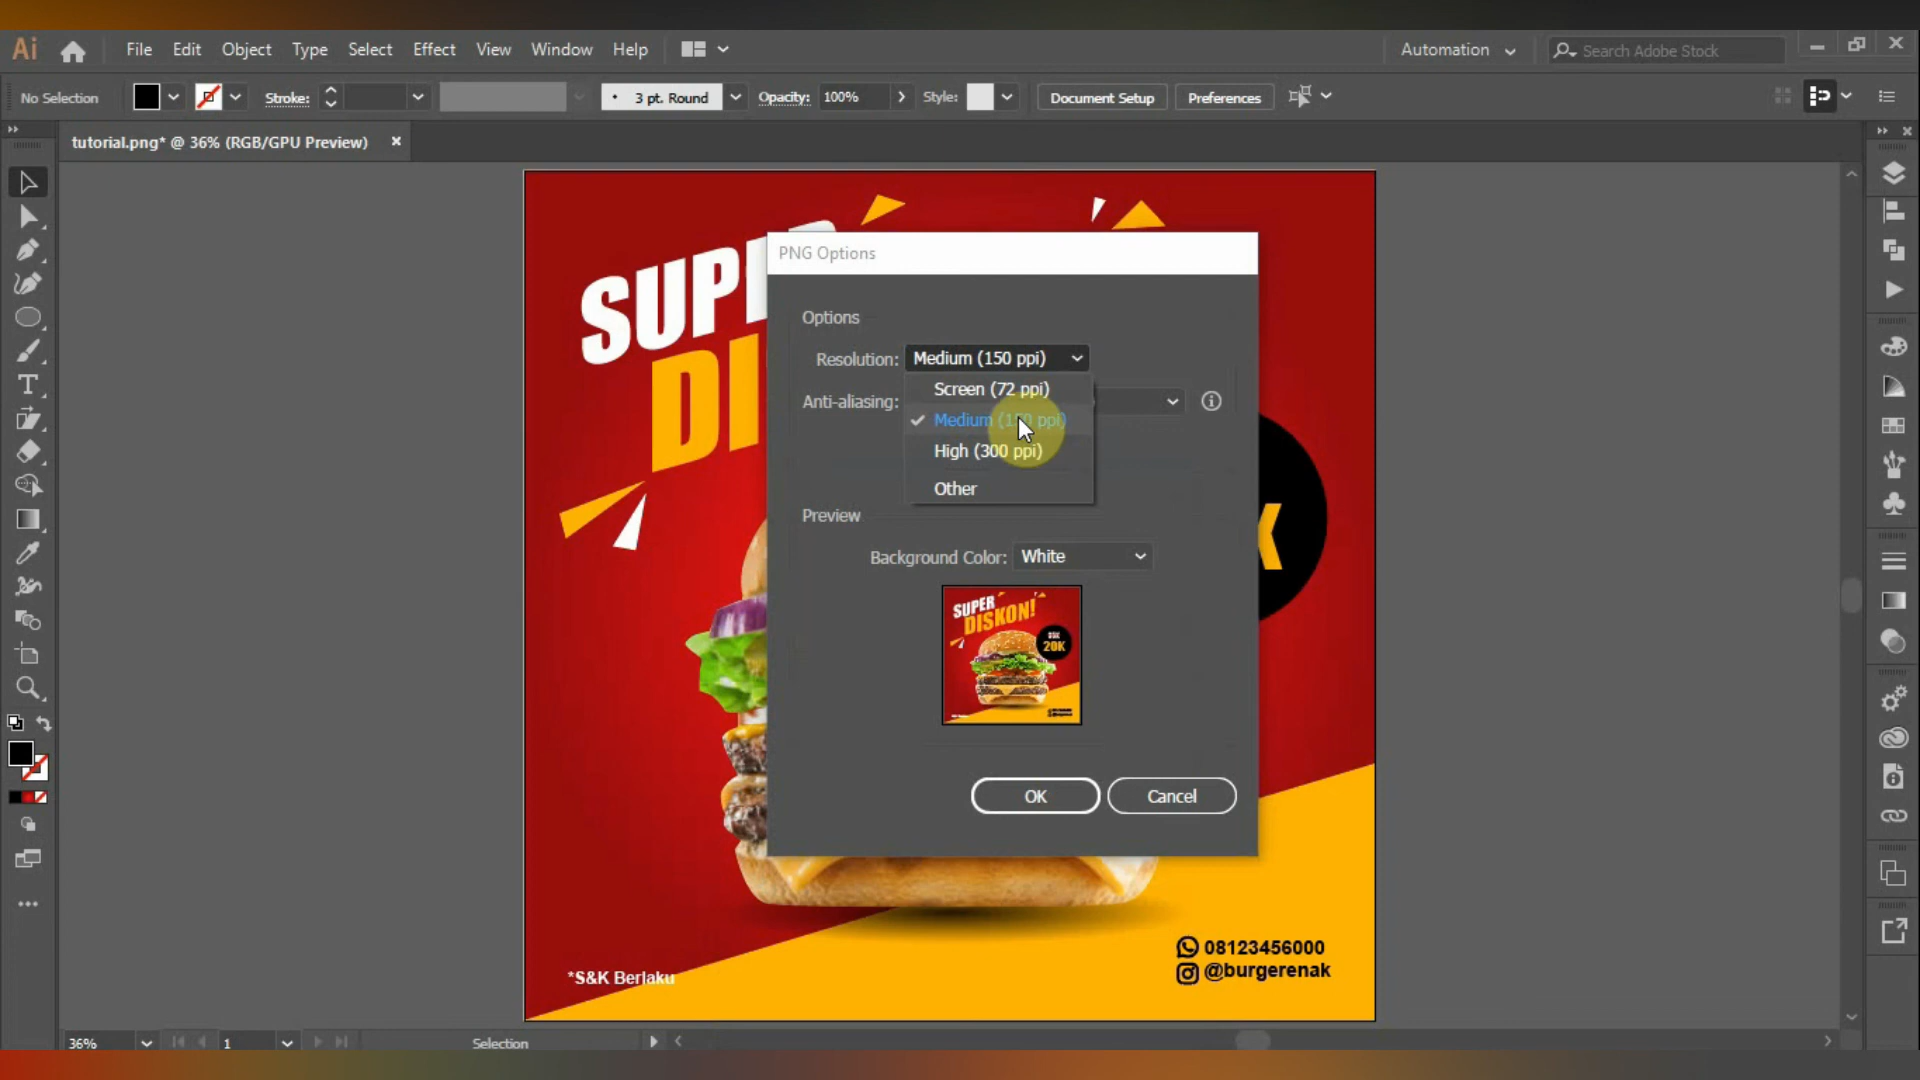 Ai File Edit Object Type Select Effect View Window Help Automation Search Adobe Stock
No Selection Stroke: 3 pt. Round Opacity: 100% Style: Document Setup Preferences
tutorial.png* @ 36% (RGB/GPU Preview)
SUPE
DI
PNG Options
Options
Resolution: Medium (150 ppi)
Screen (72 ppi)
Anti-aliasing:
Medium (150 ppi)
High (300 ppi)
Other
K
Preview
Background Color: White
SUPER
DISKON!
20K
OK Cancel
08123456000
@burgerenak
*S&K Berlaku
36% 1 Selection